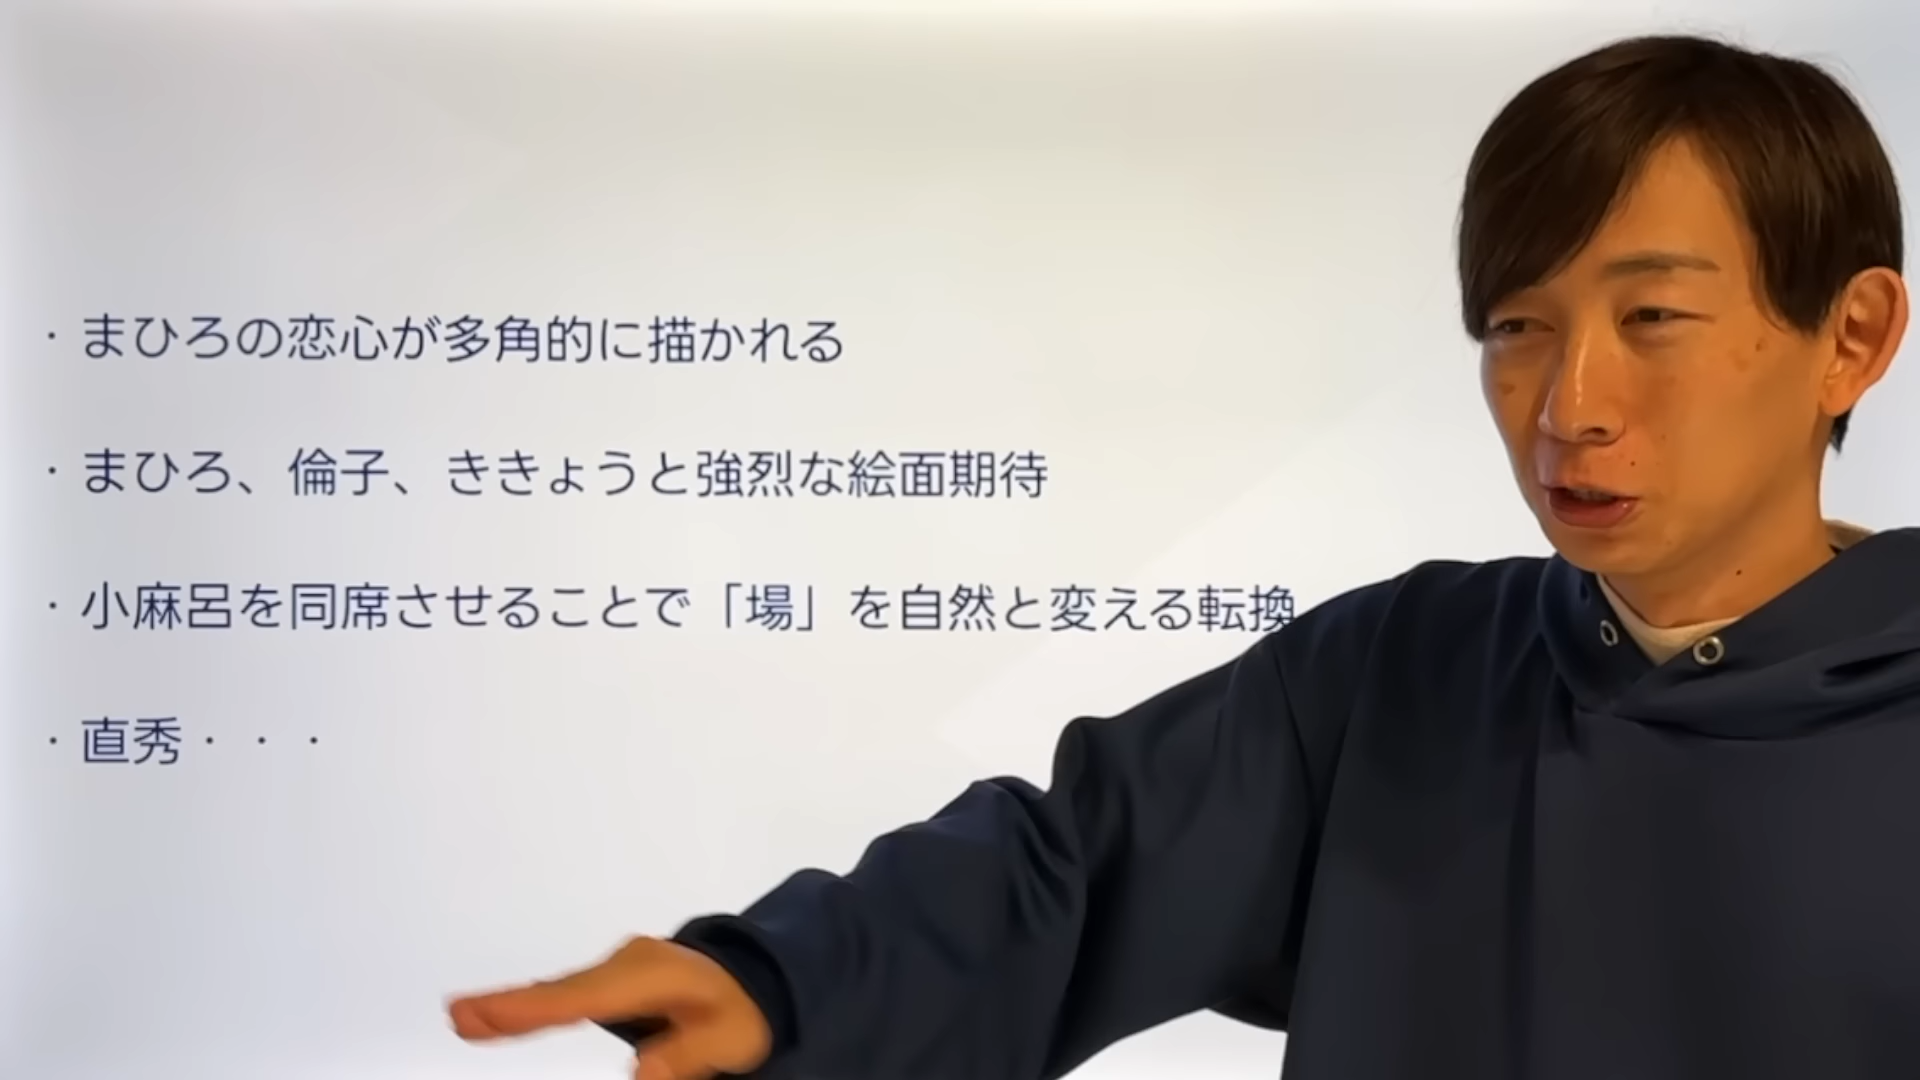 ・まひろの恋心が多角的に描かれる
・まひろ、倫子、ききょうと強烈な絵面期待
・小麻呂を同席させることで「場」を自然と変える転換
・直秀・・・